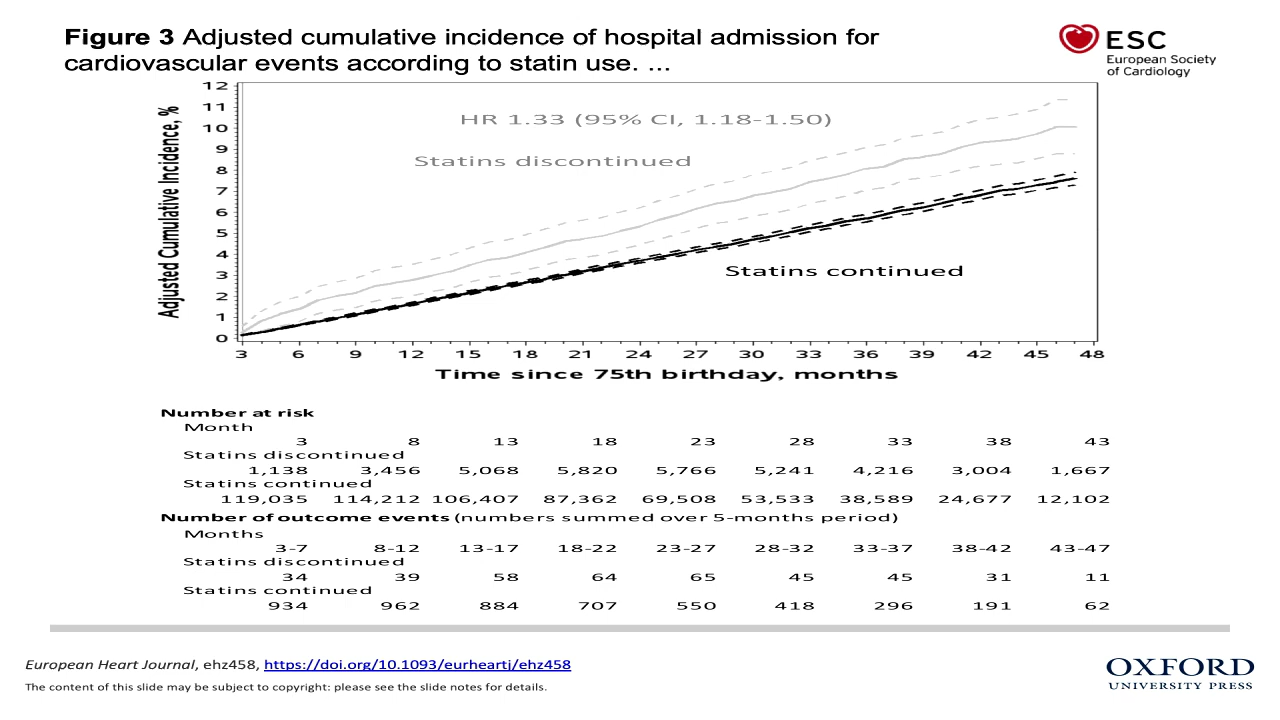 Figure 3 Adjusted cumulative incidence of hospital admission for
cardiovascular events according to statin use. ...
ESC
European Society
of Cardiology
Adjusted Cumulative Incidence, %
12
11
10
9
8
7
6
5
4
3
2
1
0
HR 1.33 (95% CI, 1.18-1.50)
Statins discontinued
Statins continued
3 6 9 12 15 18 21 24 27 30 33 36 39 42 45 48
Time since 75th birthday, months
Number at risk
Month
3 8 13 18 23 28 33 38 43
Statins discontinued
1,138 3,456 5,068 5,820 5,766 5,241 4,216 3,004 1,667
Statins continued
119,035 114,212 106,407 87,362 69,508 53,533 38,589 24,677 12,102
Number of outcome events (numbers summed over 5-months period)
Months
3-7 8-12 13-17 18-22 23-27 28-32 33-37 38-42 43-47
Statins discontinued
34 39 58 64 65 45 45 31 11
Statins continued
934 962 884 707 550 418 296 191 62
European Heart Journal, ehz458, https://doi.org/10.1093/eurheartj/ehz458
The content of this slide may be subject to copyright: please see the slide notes for details.
OXFORD
UNIVERSITY PRESS